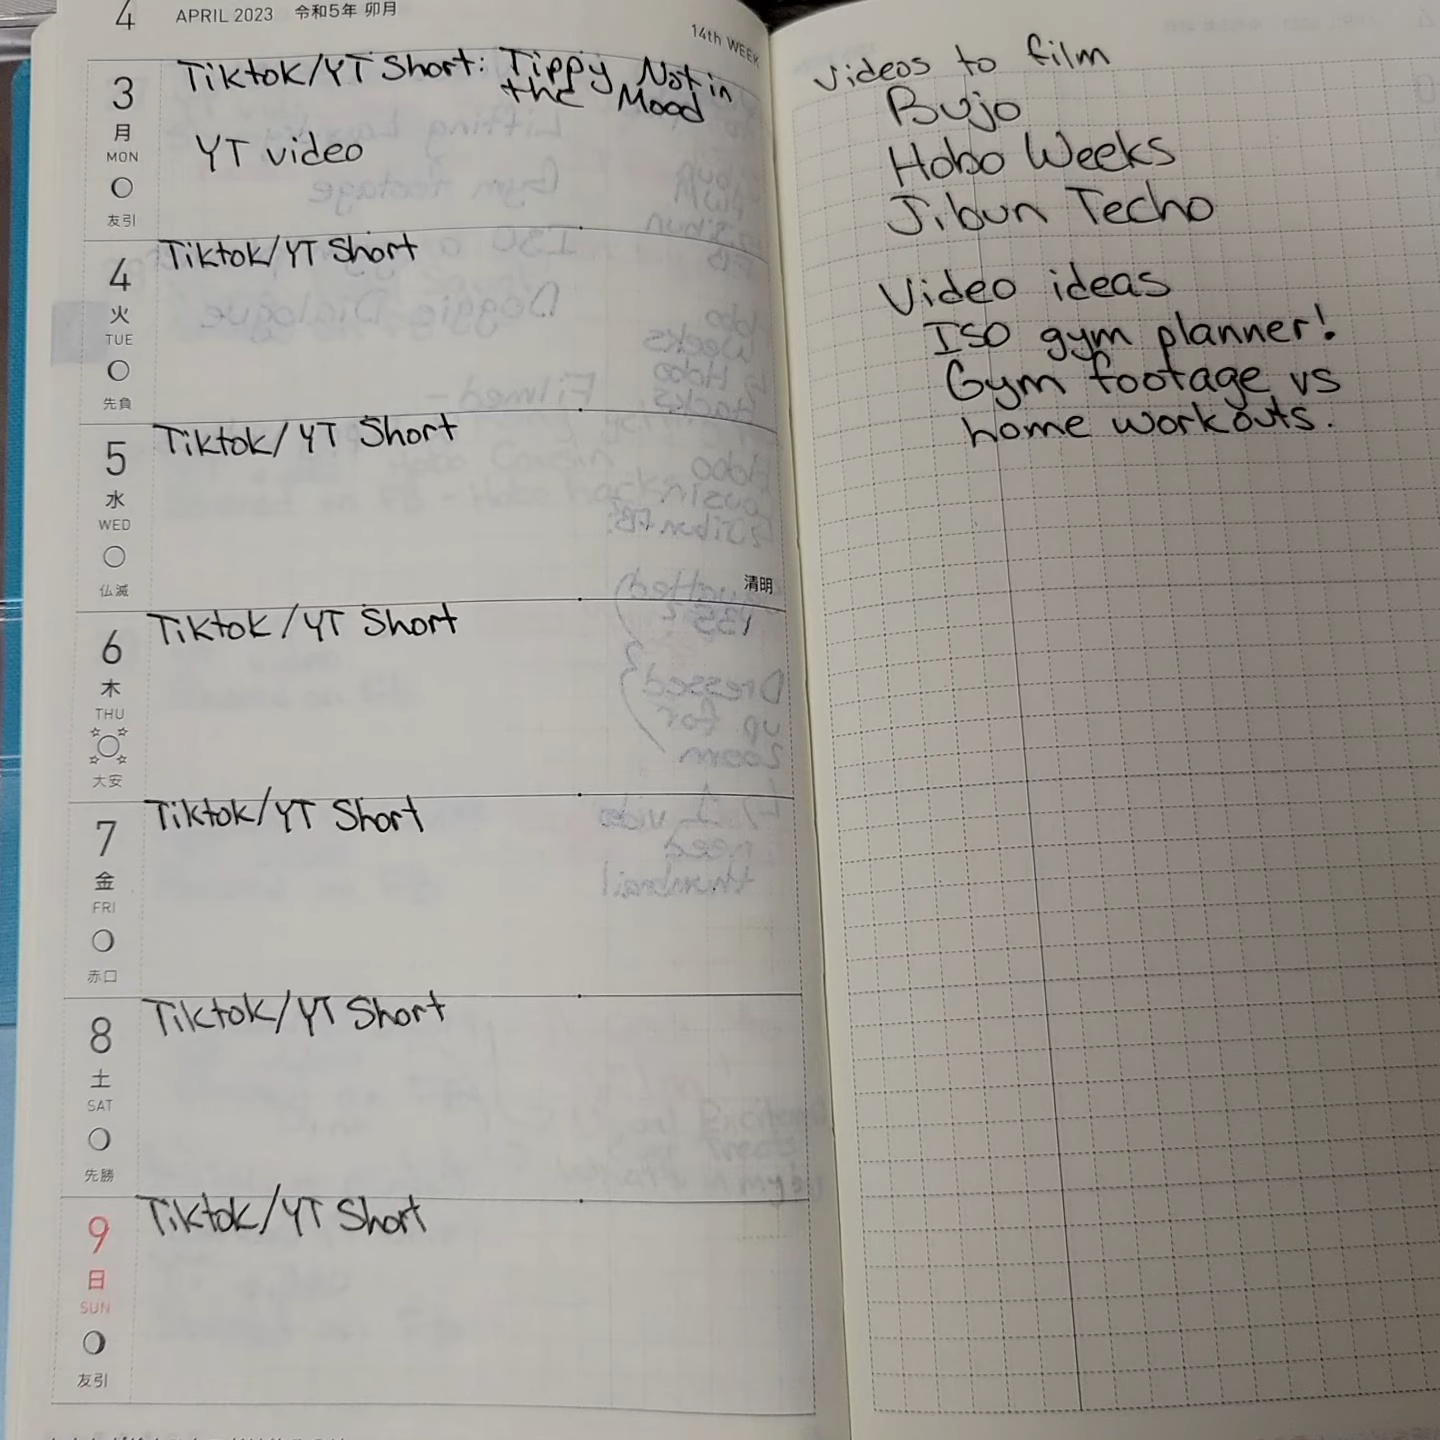 4 APRIL 2023 令和5年 卯月
14th WEEK
3
月
MON
友引
Tiktok/YT Short: Tippy Not in
the Mood
YT video
4
火
TUE
先負
Tiktok/YT Short
5
水
WED
仏滅
Tiktok/YT Short
清明
6
木
THU
大安
Tiktok/YT Short
7
金
FRI
赤口
Tiktok/YT Short
8
土
SAT
先勝
Tiktok/YT Short
9
日
SUN
友引
Tiktok/YT Short
Videos to film
Bujo
Hobo Weeks
Jibun Techo
Video ideas
ISO gym planner!
Gym footage vs
home workouts.